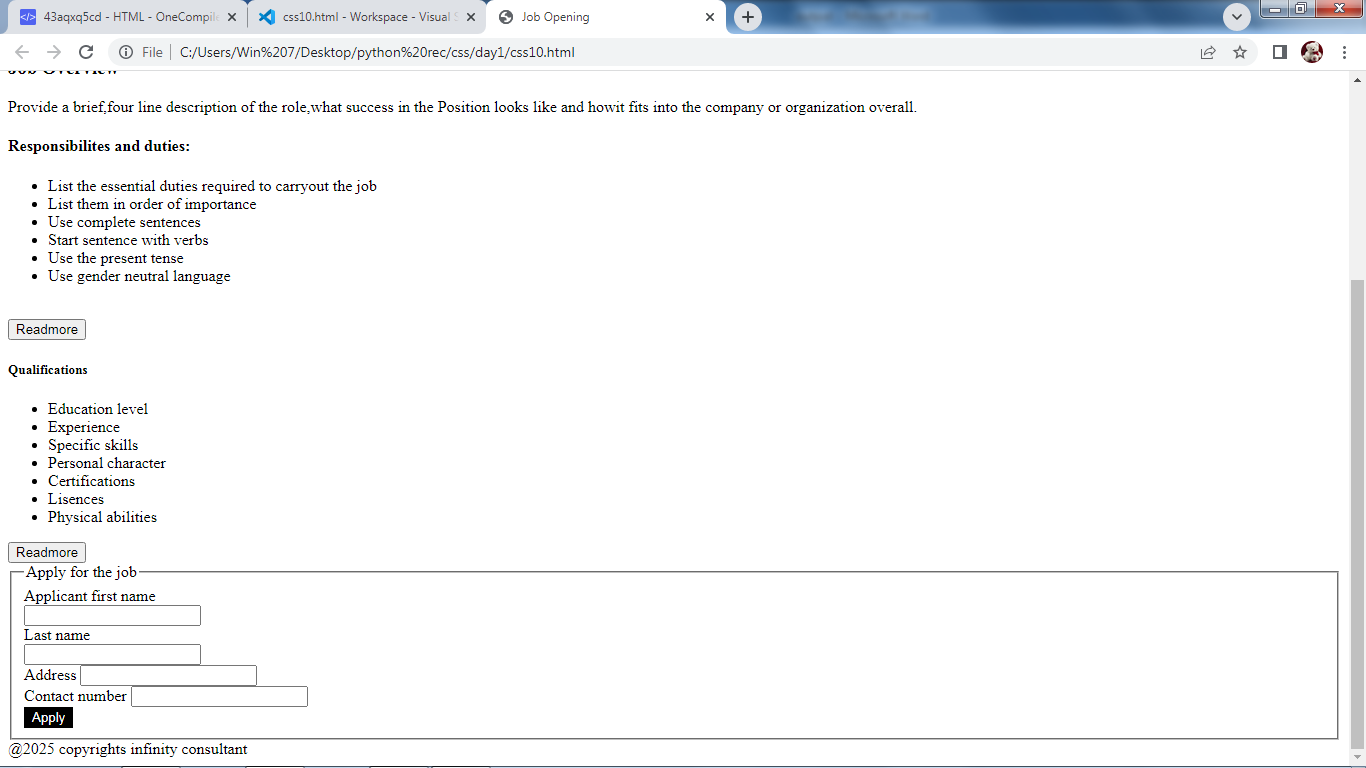 43aqxq5cd - HTML - OneCompile
css10.html - Workspace - Visual S
Job Opening
File
C:/Users/Win%207/Desktop/python%20rec/css/day1/css10.html
Job Overview
Provide a brief,four line description of the role,what success in the Position looks like and howit fits into the company or organization overall.
Responsibilites and duties:
• List the essential duties required to carryout the job
• List them in order of importance
• Use complete sentences
• Start sentence with verbs
• Use the present tense
• Use gender neutral language
Readmore
Qualifications
• Education level
• Experience
• Specific skills
• Personal character
• Certifications
• Lisences
• Physical abilities
Readmore
Apply for the job
Applicant first name
Last name
Address
Contact number
Apply
@2025 copyrights infinity consultant